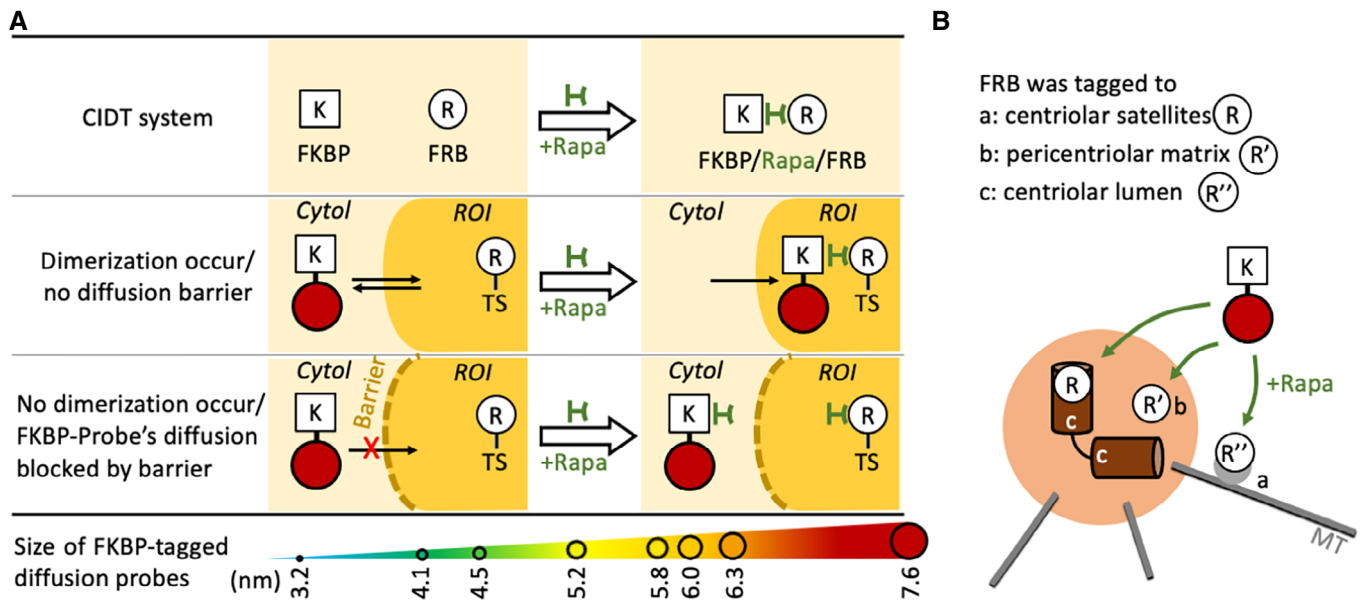 A
CIDT system
K
FKBP
R
FRB
+Rapa
K
R
FKBP/Rapa/FRB
Dimerization occur/
no diffusion barrier
Cytol
ROI
K
R
TS
+Rapa
Cytol
ROI
K
R
TS
No dimerization occur/
FKBP-Probe's diffusion
blocked by barrier
Cytol
Barrier
ROI
K
X
R
TS
+Rapa
Cytol
ROI
K
R
TS
Size of FKBP-tagged
diffusion probes
(nm)
3.2
4.1
4.5
5.2
5.8
6.0
6.3
7.6
B
FRB was tagged to
a: centriolar satellites R
b: pericentriolar matrix R'
c: centriolar lumen R''
K
+Rapa
R
c
c
R' b
R''
a
MT